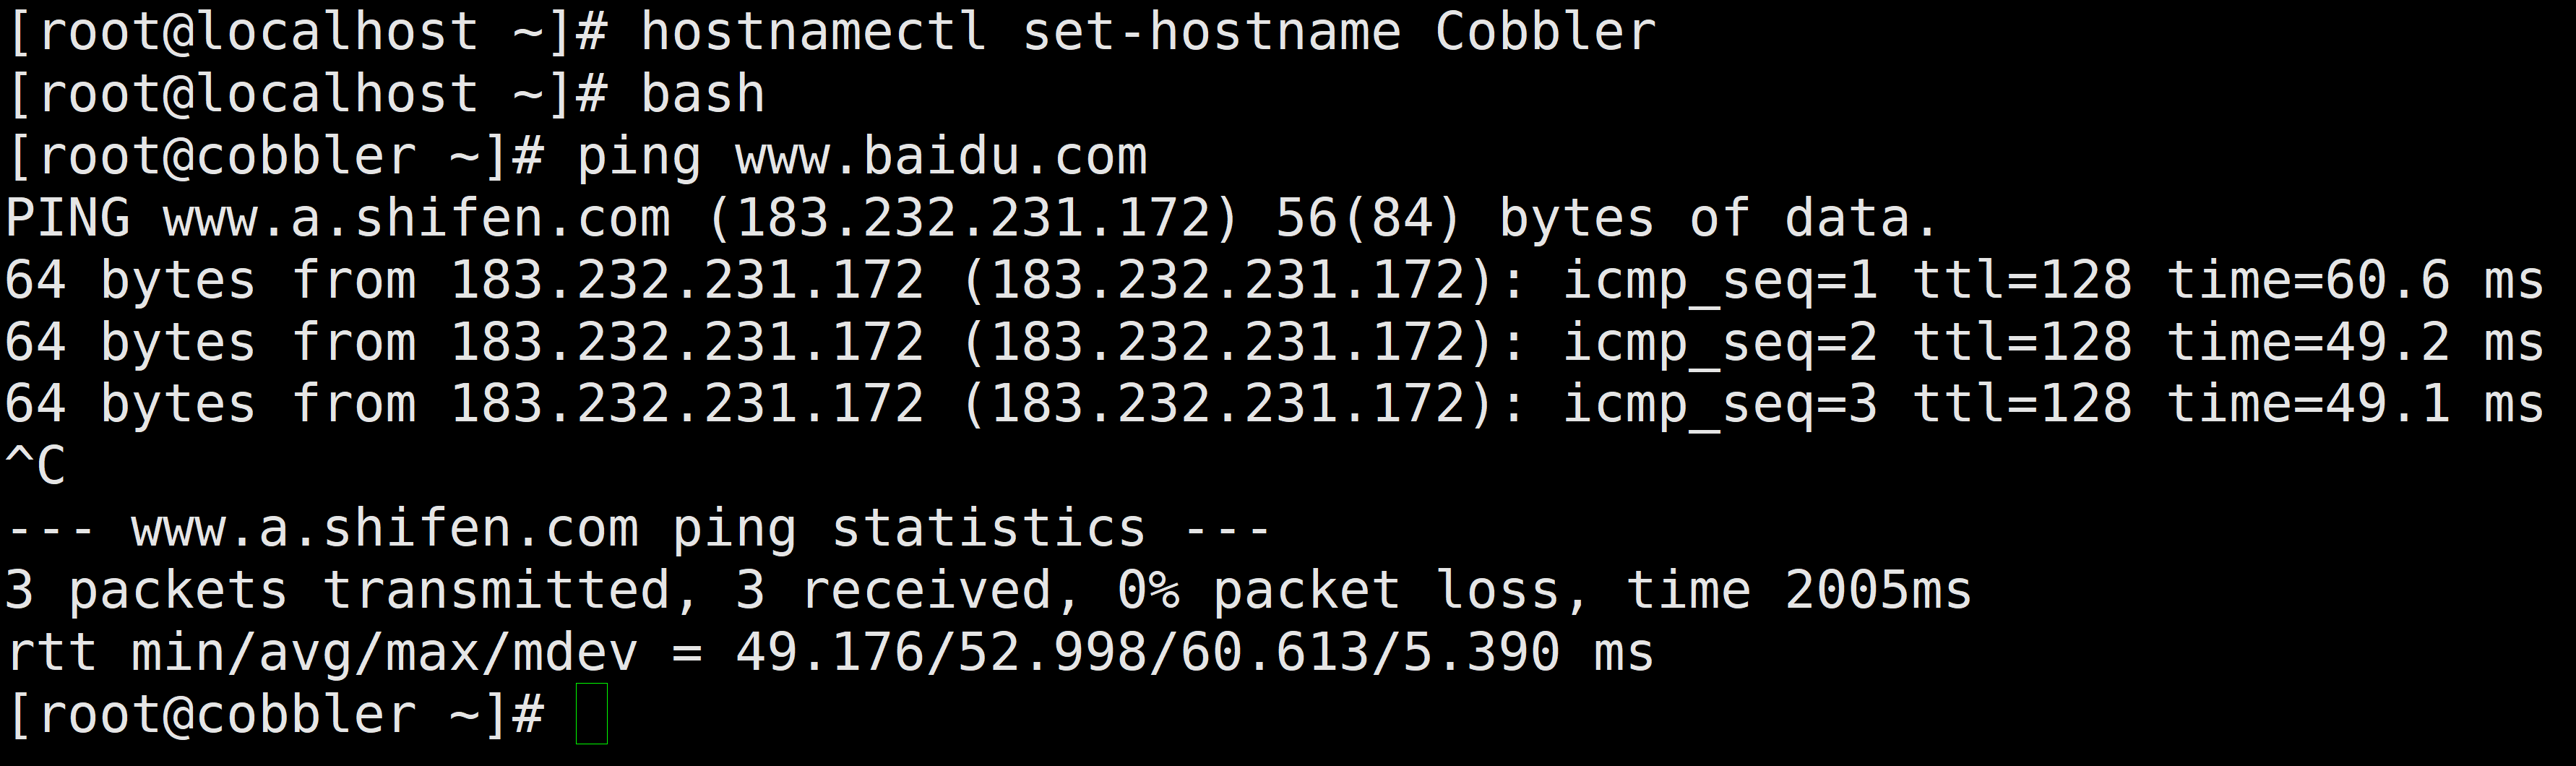 [root@localhost ~]# hostnamectl set-hostname Cobbler
[root@localhost ~]# bash
[root@cobbler ~]# ping www.baidu.com
PING www.a.shifen.com (183.232.231.172) 56(84) bytes of data.
64 bytes from 183.232.231.172 (183.232.231.172): icmp_seq=1 ttl=128 time=60.6 ms
64 bytes from 183.232.231.172 (183.232.231.172): icmp_seq=2 ttl=128 time=49.2 ms
64 bytes from 183.232.231.172 (183.232.231.172): icmp_seq=3 ttl=128 time=49.1 ms
^C
--- www.a.shifen.com ping statistics ---
3 packets transmitted, 3 received, 0% packet loss, time 2005ms
rtt min/avg/max/mdev = 49.176/52.998/60.613/5.390 ms
[root@cobbler ~]#